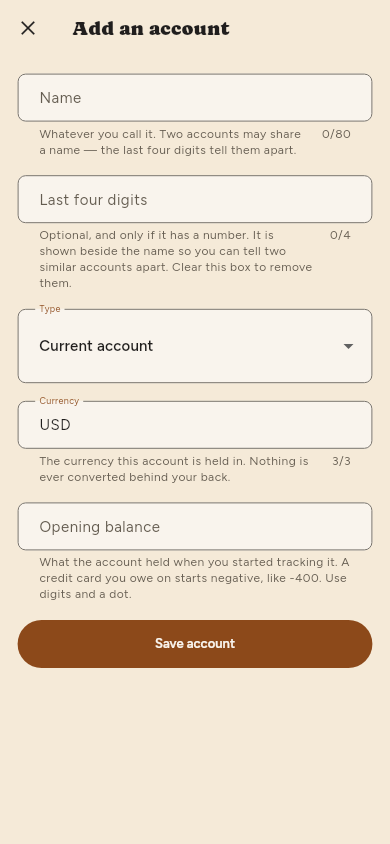 Add an account
Name
Whatever you call it. Two accounts may share 0/80
a name — the last four digits tell them apart.
Last four digits
Optional, and only if it has a number. It is 0/4
shown beside the name so you can tell two
similar accounts apart. Clear this box to remove
them.
Type
Current account
Currency
USD
The currency this account is held in. Nothing is 3/3
ever converted behind your back.
Opening balance
What the account held when you started tracking it. A
credit card you owe on starts negative, like -400. Use
digits and a dot.
Save account